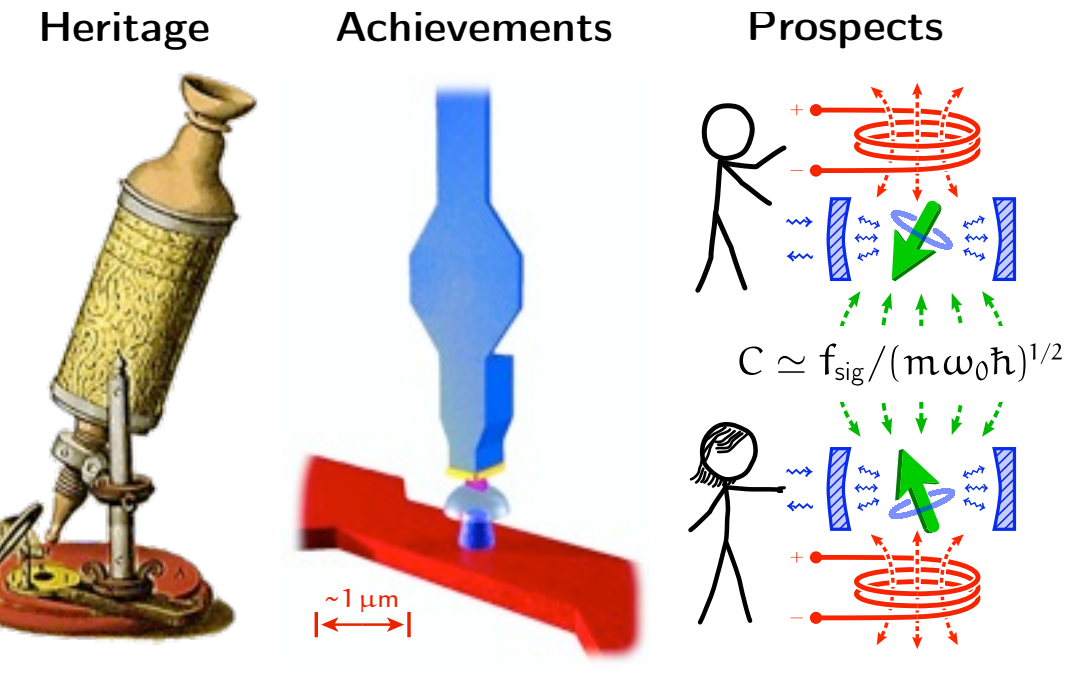 Heritage
Achievements
Prospects
+
−
C ≃ f_sig/(mω₀ħ)^1/2
~1 μm
+
−